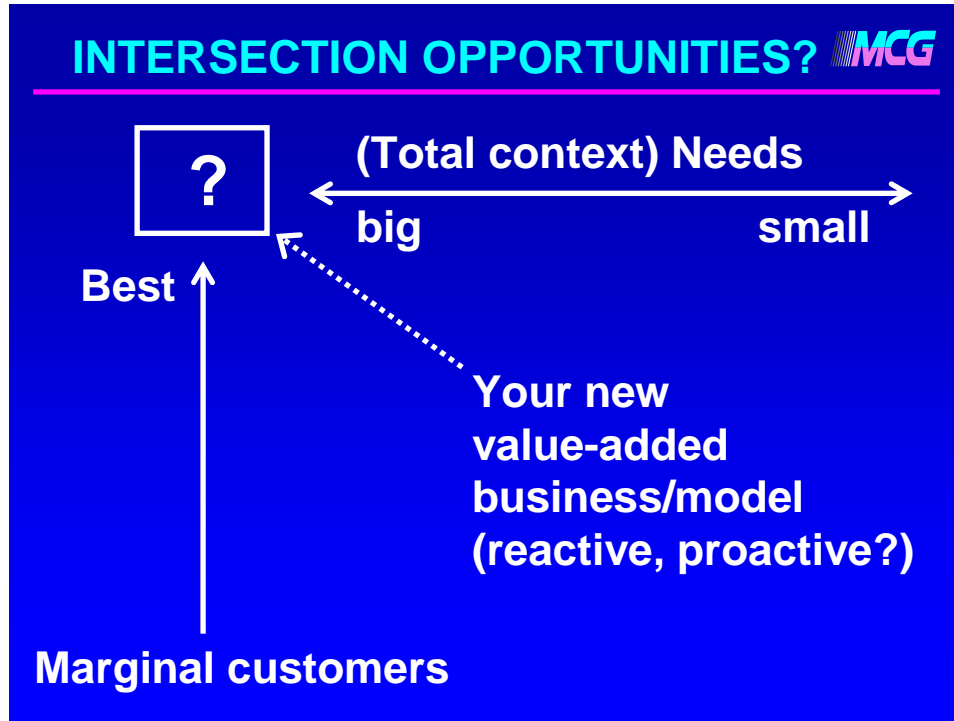 INTERSECTION OPPORTUNITIES? MCG
?
(Total context) Needs
big small
Best
Your new
value-added
business/model
(reactive, proactive?)
Marginal customers